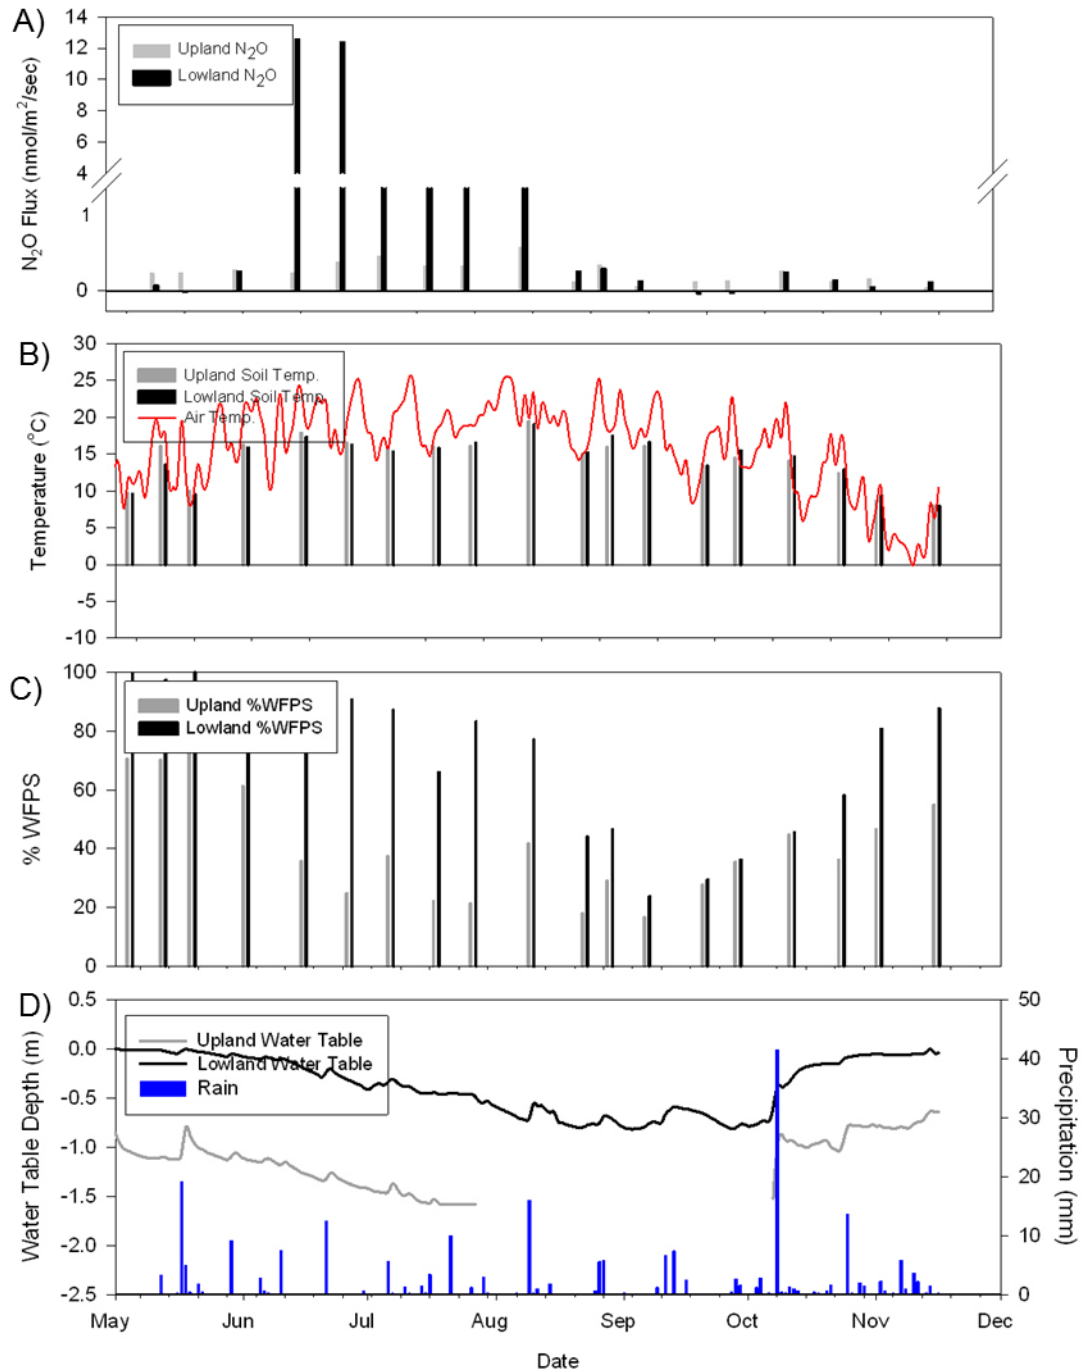 A)
N2O Flux (nmol/m2/sec)
14
12
10
8
6
4
1
0
Upland N2O
Lowland N2O
B)
Temperature (oC)
30
25
20
15
10
5
0
-5
-10
Upland Soil Temp.
Lowland Soil Temp.
Air Temp.
C)
% WFPS
100
80
60
40
20
0
Upland %WFPS
Lowland %WFPS
D)
Water Table Depth (m)
0.5
0.0
-0.5
-1.0
-1.5
-2.0
-2.5
Upland Water Table
Lowland Water Table
Rain
50
40
30
20
10
0
Precipitation (mm)
May Jun Jul Aug Sep Oct Nov Dec
Date